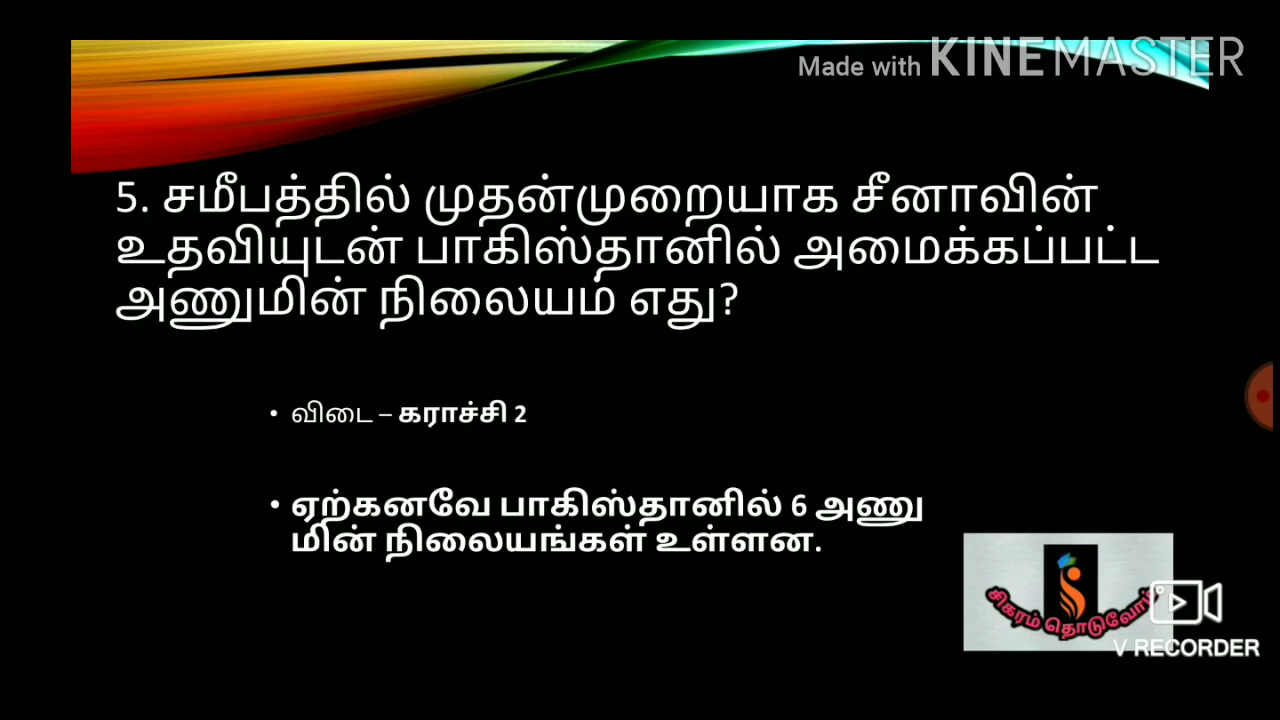 Made with KINEMASTER
5. சமீபத்தில் முதன்முறையாக சீனாவின்
உதவியுடன் பாகிஸ்தானில் அமைக்கப்பட்ட
அணுமின் நிலையம் எது?
• விடை – கராச்சி 2
• ஏற்கனவே பாகிஸ்தானில் 6 அணு
மின் நிலையங்கள் உள்ளன.
சிகரம் தொடுவோம்
V RECORDER